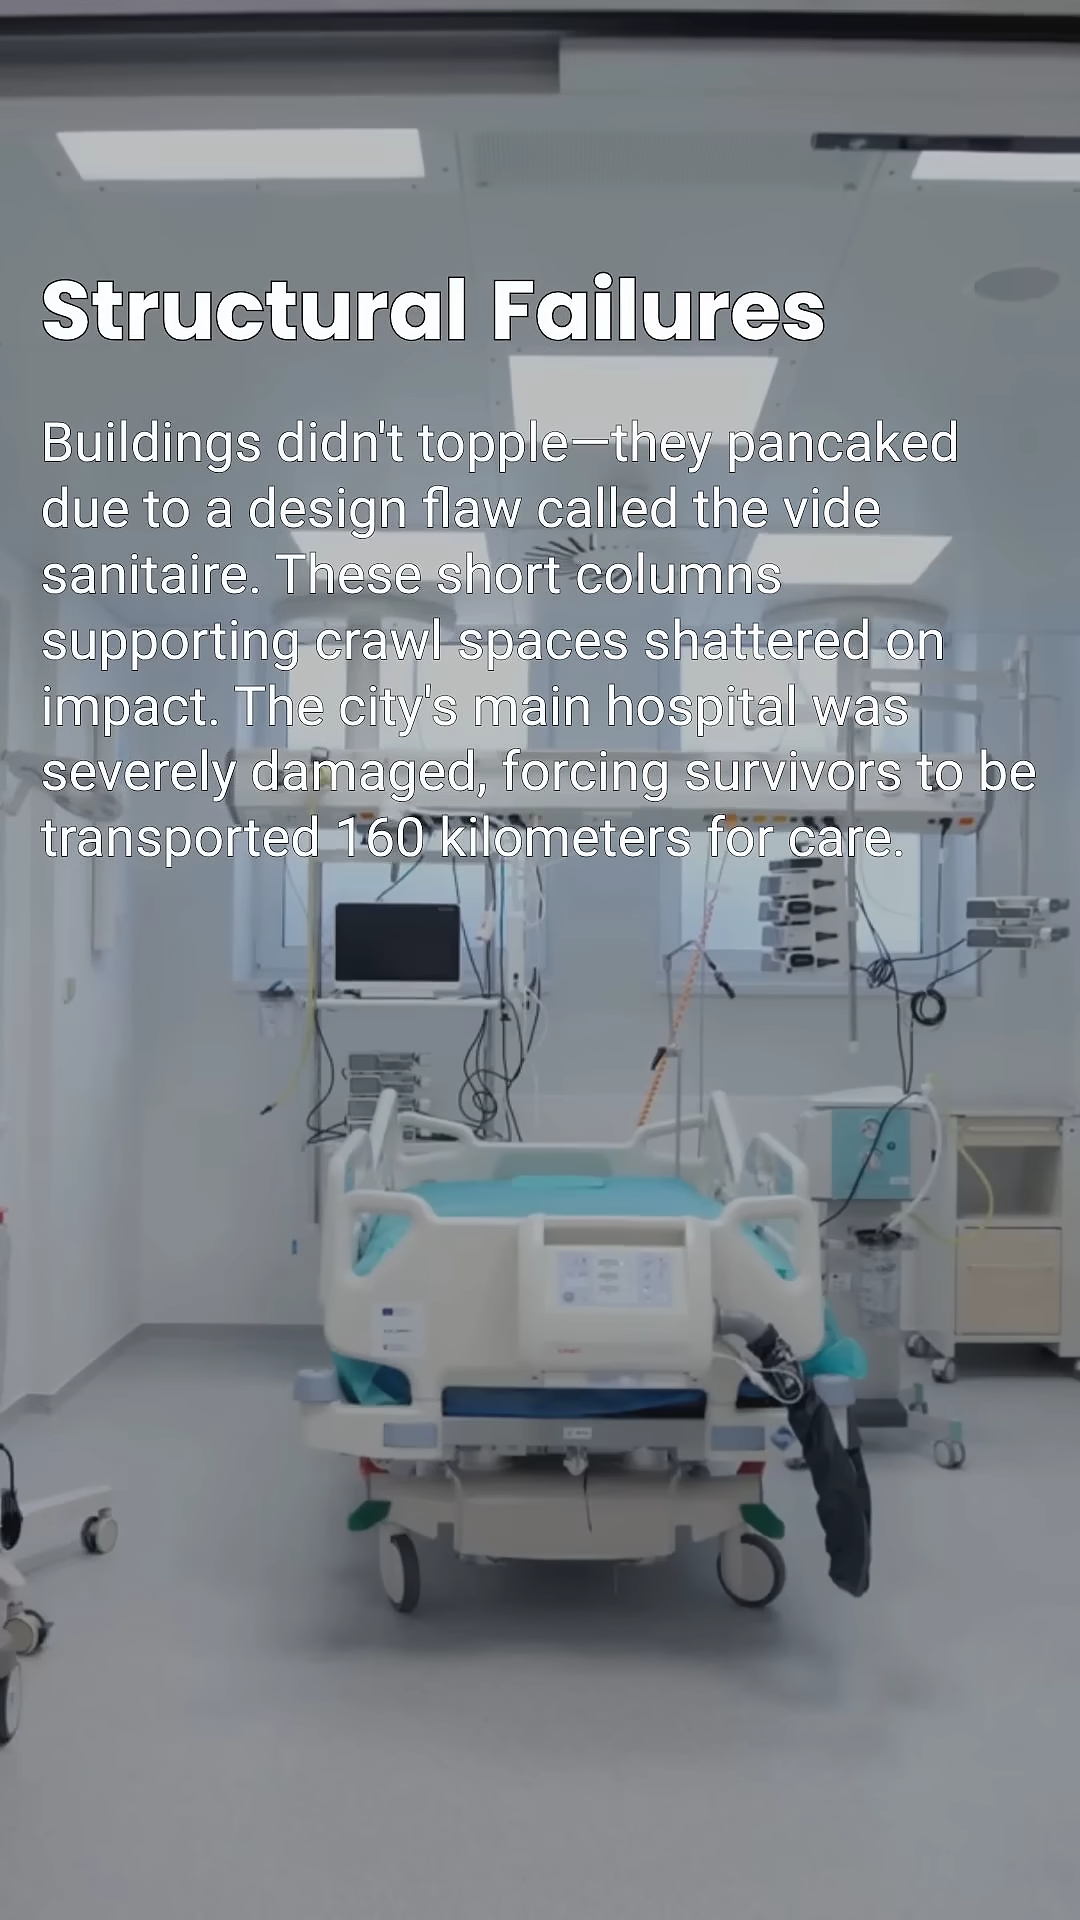 Structural Failures
Buildings didn't topple—they pancaked
due to a design flaw called the vide
sanitaire. These short columns
supporting crawl spaces shattered on
impact. The city's main hospital was
severely damaged, forcing survivors to be
transported 160 kilometers for care.